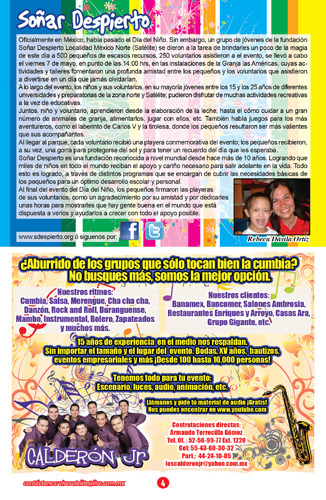 Soñar Despierto
Oficialmente en México, había pasado el Día del Niño. Sin embargo, un grupo de jóvenes de la fundación
Soñar Despierto Localidad México Norte (Satélite) se dieron a la tarea de brindarles un poco de la magia
de este día a 500 pequeños de escasos recursos, 250 voluntarios asistieron al evento, se llevó a cabo
el viernes 7 de mayo, en punto de las 14:00 hrs, en las instalaciones de la Granja las Américas, cuyas ac-
tividades y talleres fomentaron una profunda amistad entre los pequeños y los voluntarios que asistieron
a divertirse en un día que jamás olvidarían.
A lo largo del evento, los niños y sus voluntarios, en su mayoría jóvenes entre los 15 y los 25 años de diferentes
universidades y preparatorias de la zona norte y Satélite, pudieron disfrutar de muchas actividades recreativas
a la vez de educativas.
Juntos, niño y voluntario, aprendieron desde la elaboración de la leche, hasta el cómo cuidar a un gran
número de animales de granja, alimentarlos, jugar con ellos, etc. También había juegos para los más
aventureros, como el laberinto de Carlos V y la tirolesa, donde los pequeños resultaron ser más valientes
que sus acompañantes.
Al llegar al parque, cada voluntario recibió una playera conmemorativa del evento; los pequeños recibieron,
a su vez, una gorra para protegerse del sol y para tener un recuerdo del día que les esperaba.
Soñar Despierto es una fundación reconocida a nivel mundial desde hace más de 10 años. Logrando que
miles de niños en todo el mundo reciban el apoyo y cariño necesario para salir adelante en la vida. Todo
esto es logrado, a través de distintos programas que se encargan de cubrir las necesidades básicas de
los pequeños para un óptimo desarrollo escolar y personal.
Al final del evento del Día del Niño, los pequeños firmaron las playeras
de sus voluntarios, como un agradecimiento por su amistad y por dedicarles
unas horas para mostrarles que hay gente buena en el mundo que está
dispuesta a verlos y ayudarlos a crecer con todo el apoyo posible.
www.sdespierto.org ó síguenos por:
Rebeca Dávila Ortiz
¿Aburrido de los grupos que sólo tocan bien la cumbia?
No busques más, somos la mejor opción.
Nuestros ritmos:
Cumbia, Salsa, Merengue, Cha cha cha,
Danzón, Rock and Roll, Duranguense,
Mambo, Instrumental, Bolero, Zapateados
y muchos más.
Nuestros clientes:
Banamex, Bancomer, Salones Ambrosia,
Restaurantes Enriques y Arroyo, Casas Ara,
Grupo Gigante, etc.
15 años de experiencia en el medio nos respaldan.
Sin importar el tamaño y el lugar del evento. Bodas, XV años, bautizos,
eventos empresariales y más ¡Desde 100 hasta 10,000 personas!
Tenemos todo para tu evento:
Escenario, luces, audio, animación, etc.
Llámanos y pide tú material de audio ¡Gratis!
Nos puedes encontrar en www.youtube.com
CALDERÓN Jr
Contrataciones directas:
Armando Torrecilla Gómez
Tel. Of.: 52-58-99-77 Ext. 1220
Cel: 55-43-60-30-32
Part.: 44-24-10-05
loscalderonjr@yahoo.com.mx
4